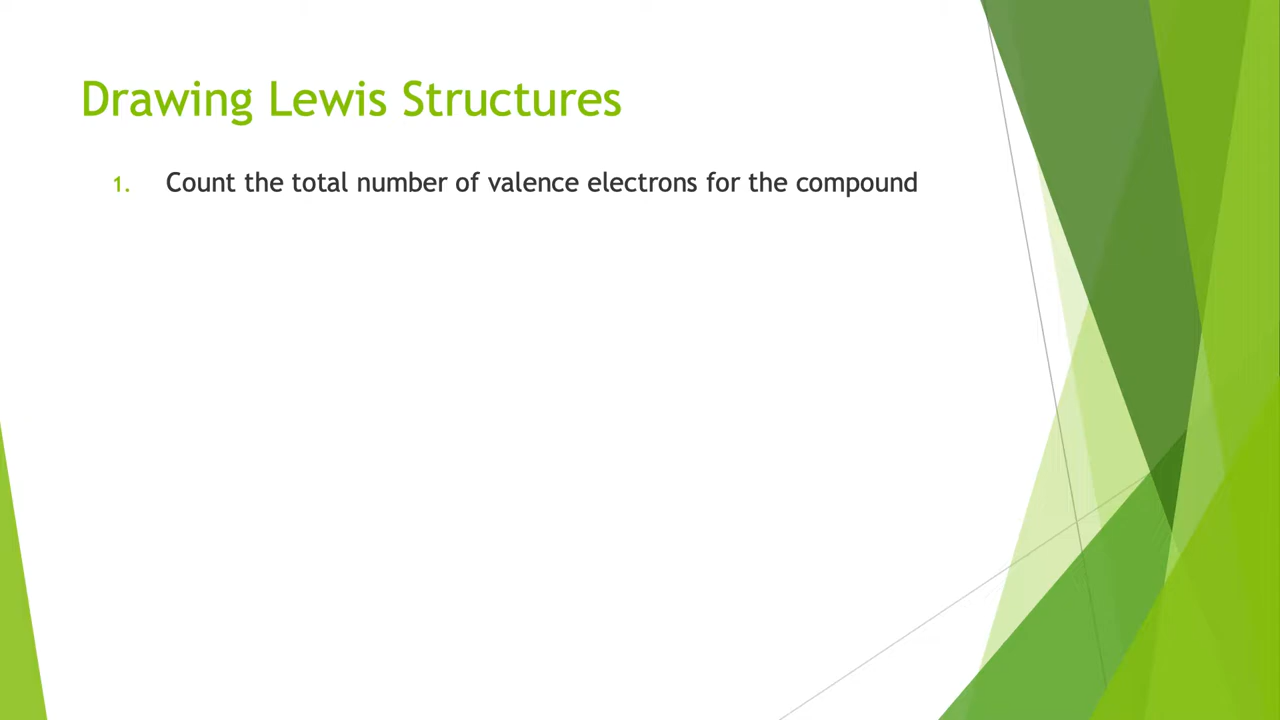 Drawing Lewis Structures
1. Count the total number of valence electrons for the compound